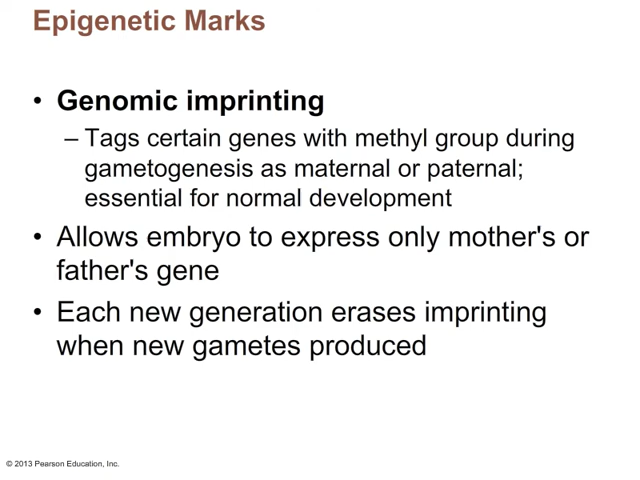 Epigenetic Marks
• Genomic imprinting
– Tags certain genes with methyl group during
gametogenesis as maternal or paternal;
essential for normal development
• Allows embryo to express only mother's or
father's gene
• Each new generation erases imprinting
when new gametes produced
© 2013 Pearson Education, Inc.